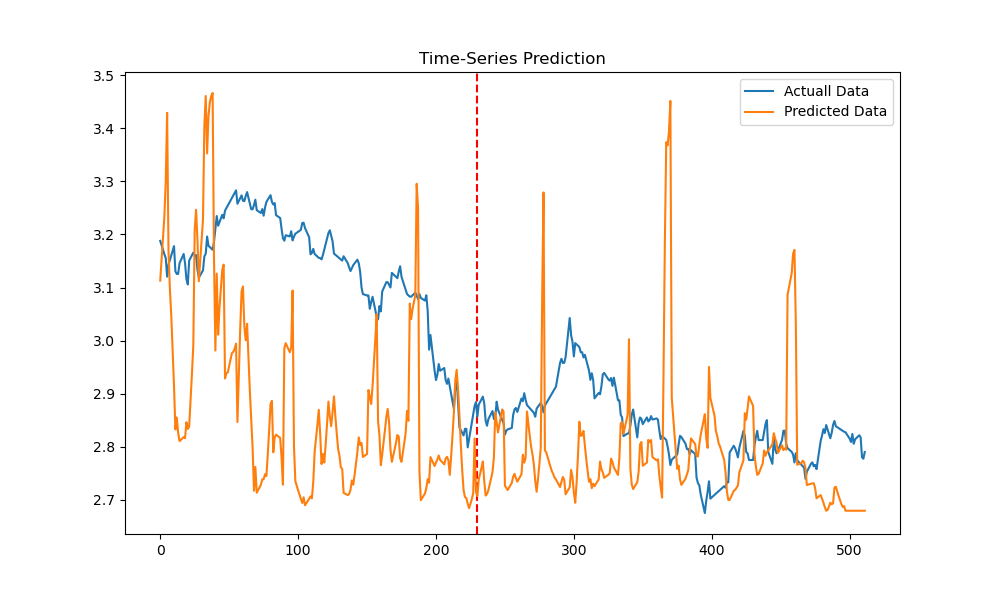 Time-Series Prediction
Actuall Data
Predicted Data
3.5
3.4
3.3
3.2
3.1
3.0
2.9
2.8
2.7
0 100 200 300 400 500